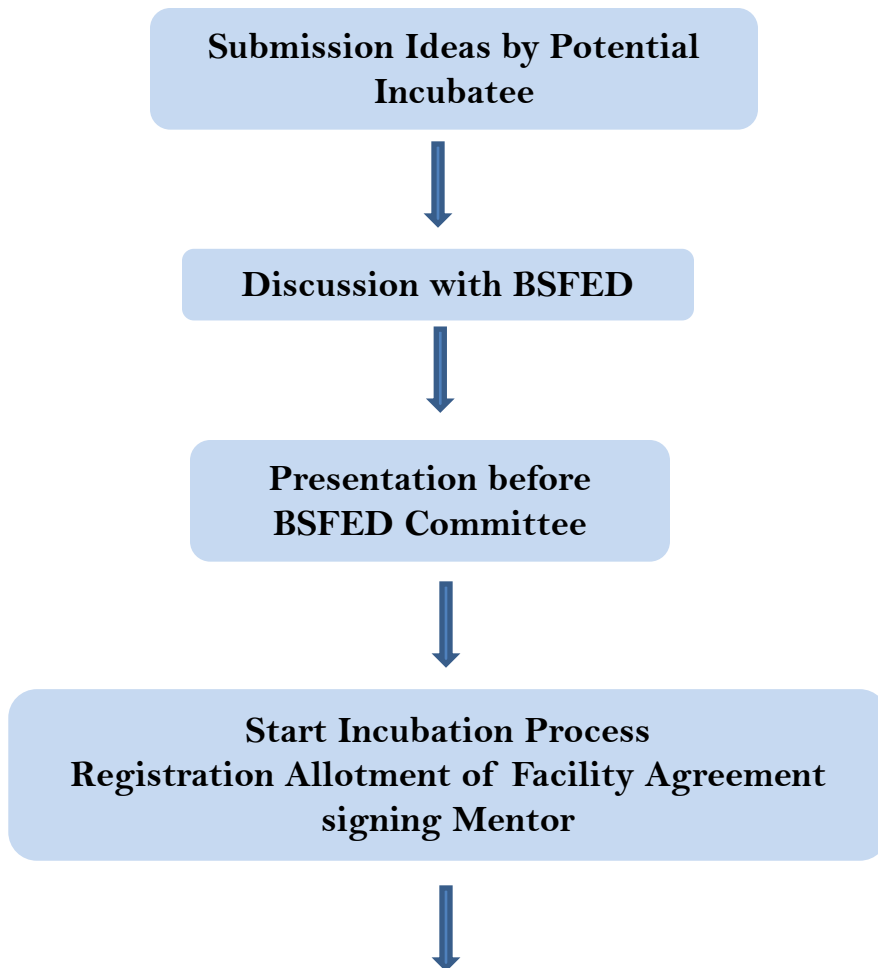 Submission Ideas by Potential
Incubatee
Discussion with BSFED
Presentation before
BSFED Committee
Start Incubation Process
Registration Allotment of Facility Agreement
signing Mentor